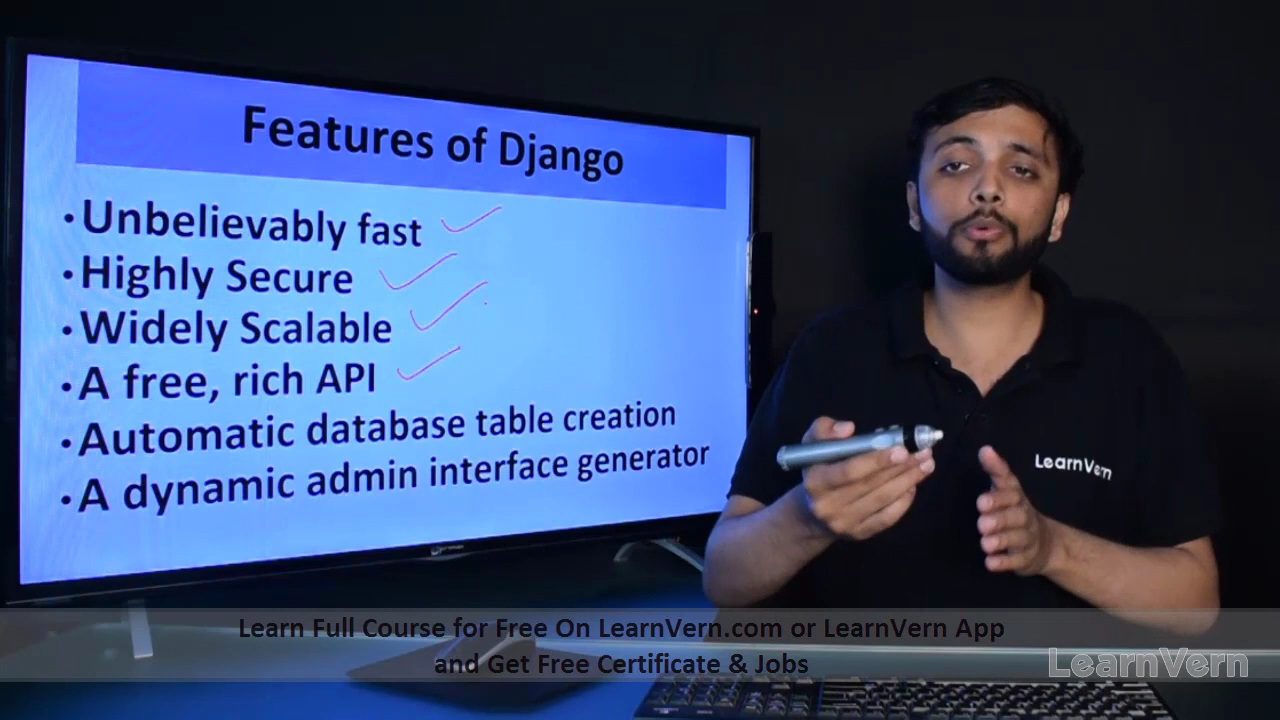 Features of Django
• Unbelievably fast
• Highly Secure
• Widely Scalable
• A free, rich API
• Automatic database table creation
• A dynamic admin interface generator
LearnVern
Learn Full Course for Free On LearnVern.com or LearnVern App
and Get Free Certificate & Jobs
LearnVern